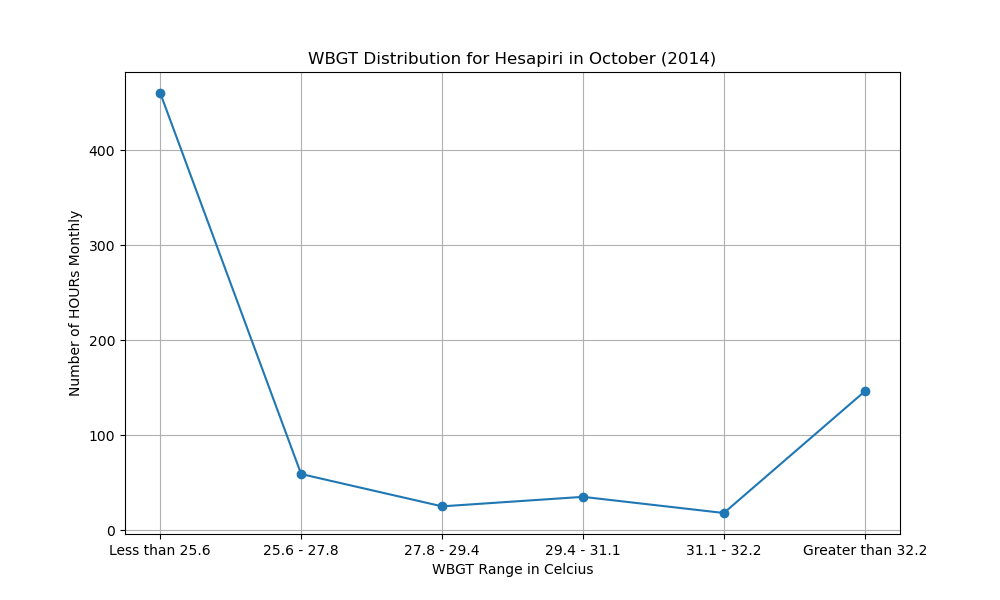 WBGT Distribution for Hesapiri in October (2014)
Number of HOURs Monthly
400
300
200
100
0
Less than 25.6
25.6 - 27.8
27.8 - 29.4
29.4 - 31.1
31.1 - 32.2
Greater than 32.2
WBGT Range in Celcius